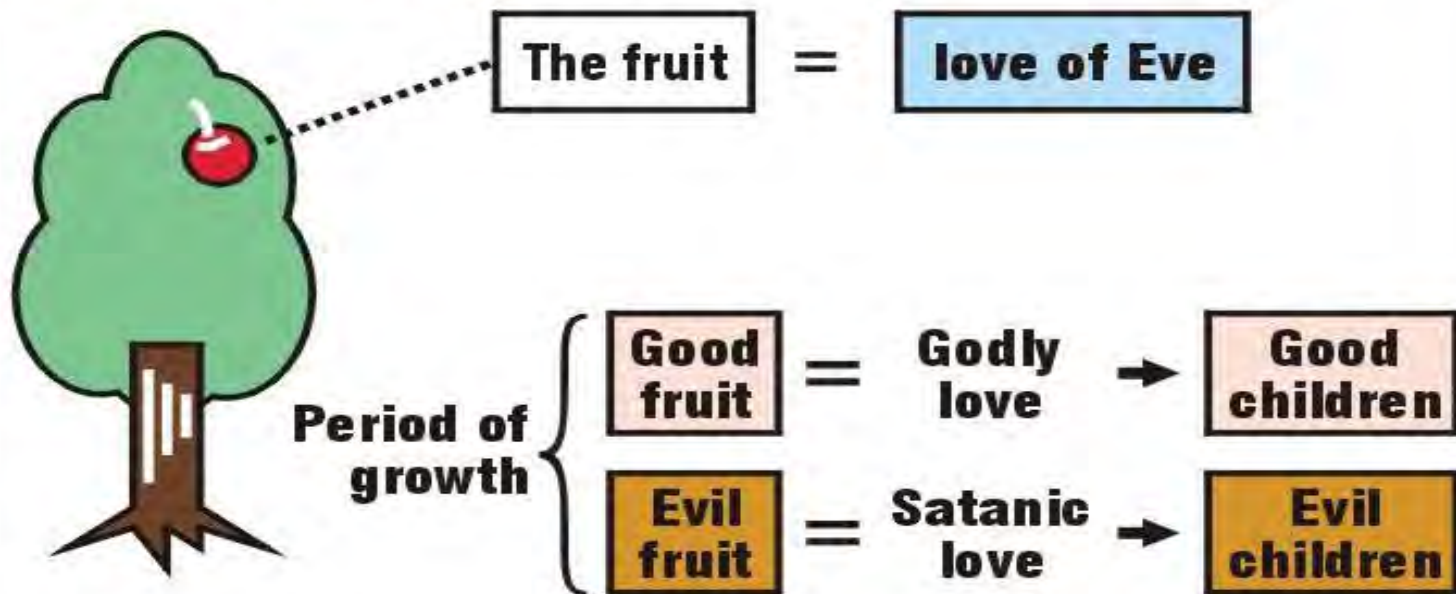 The fruit = love of Eve
Period of
growth
Good
fruit
=
Godly
love
Good
children
Evil
fruit
=
Satanic
love
Evil
children